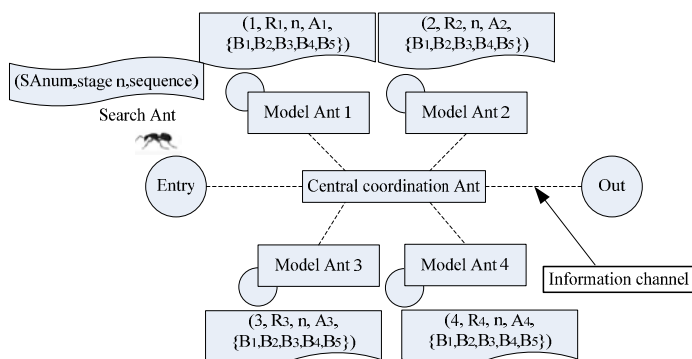 (1, R1, n, A1,
{B1,B2,B3,B4,B5})
(2, R2, n, A2,
{B1,B2,B3,B4,B5})
(SAnum,stage n,sequence)
Search Ant
Model Ant 1
Model Ant 2
Entry
Central coordination Ant
Out
Model Ant 3
Model Ant 4
Information channel
(3, R3, n, A3,
{B1,B2,B3,B4,B5})
(4, R4, n, A4,
{B1,B2,B3,B4,B5})